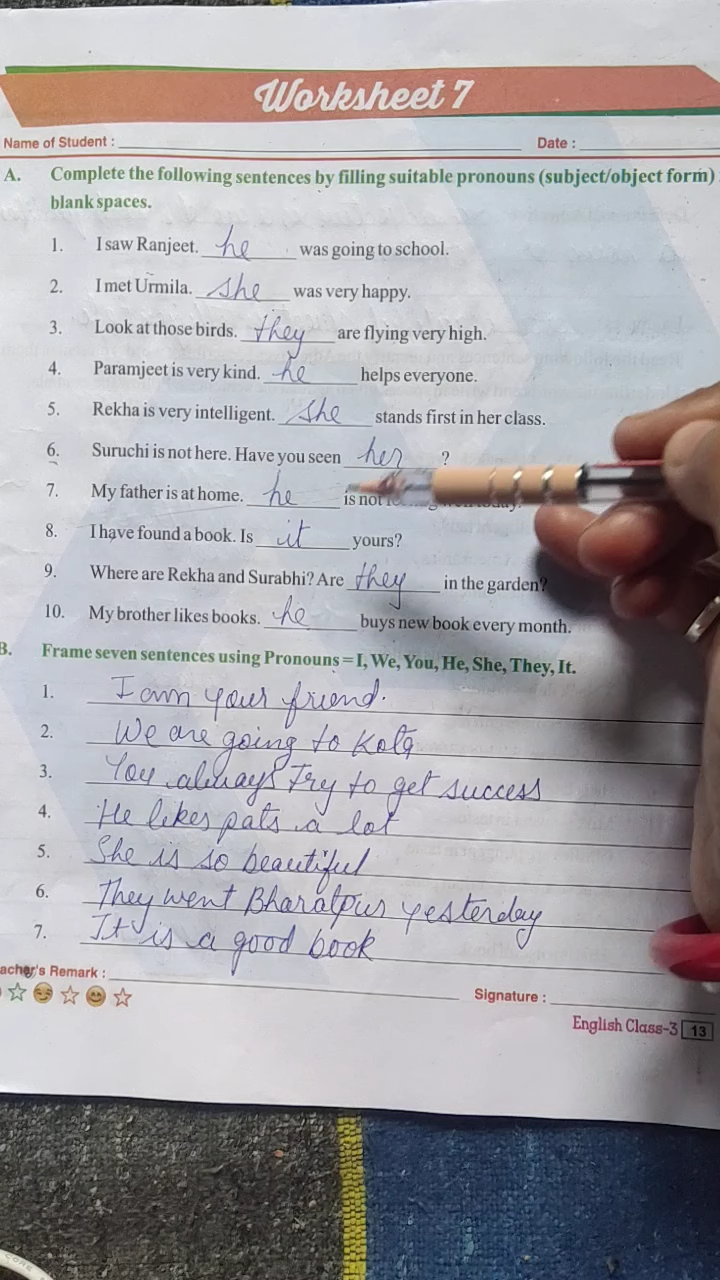 Worksheet 7
Name of Student : Date :
A. Complete the following sentences by filling suitable pronouns (subject/object form)
blank spaces.
1. I saw Ranjeet. he was going to school.
2. I met Urmila. she was very happy.
3. Look at those birds. they are flying very high.
4. Paramjeet is very kind. he helps everyone.
5. Rekha is very intelligent. she stands first in her class.
6. Suruchi is not here. Have you seen her ?
7. My father is at home. he is not today.
8. I have found a book. Is it yours?
9. Where are Rekha and Surabhi? Are they in the garden?
10. My brother likes books. he buys new book every month.
B. Frame seven sentences using Pronouns = I, We, You, He, She, They, It.
1. I am your friend.
2. We are going to Kota
3. You always Try to get success
4. He likes pats a lot
5. She is so beautiful
6. They went Bharatpur yesterday
7. It is a good book
acher's Remark :
Signature :
English Class-3 13